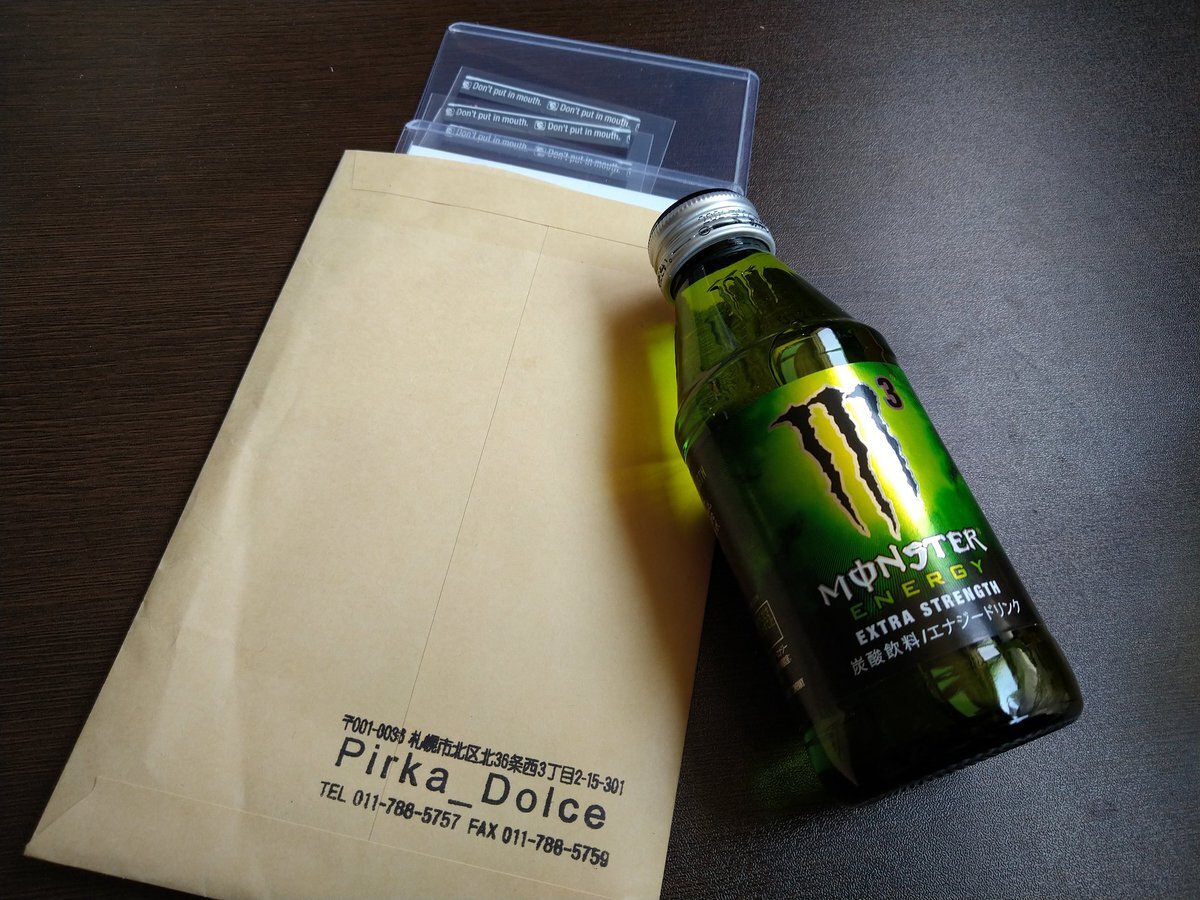 Don't put in mouth. Don't put in mouth.
Don't put in mouth. Don't put in mouth.
Don't put in mouth. Don't put in mouth.
3
MONSTER
ENERGY
EXTRA STRENGTH
炭酸飲料/エナジードリンク
〒001-0036 札幌市北区北36条西3丁目2-15-301
Pirka_Dolce
TEL 011-788-5757 FAX 011-788-5759